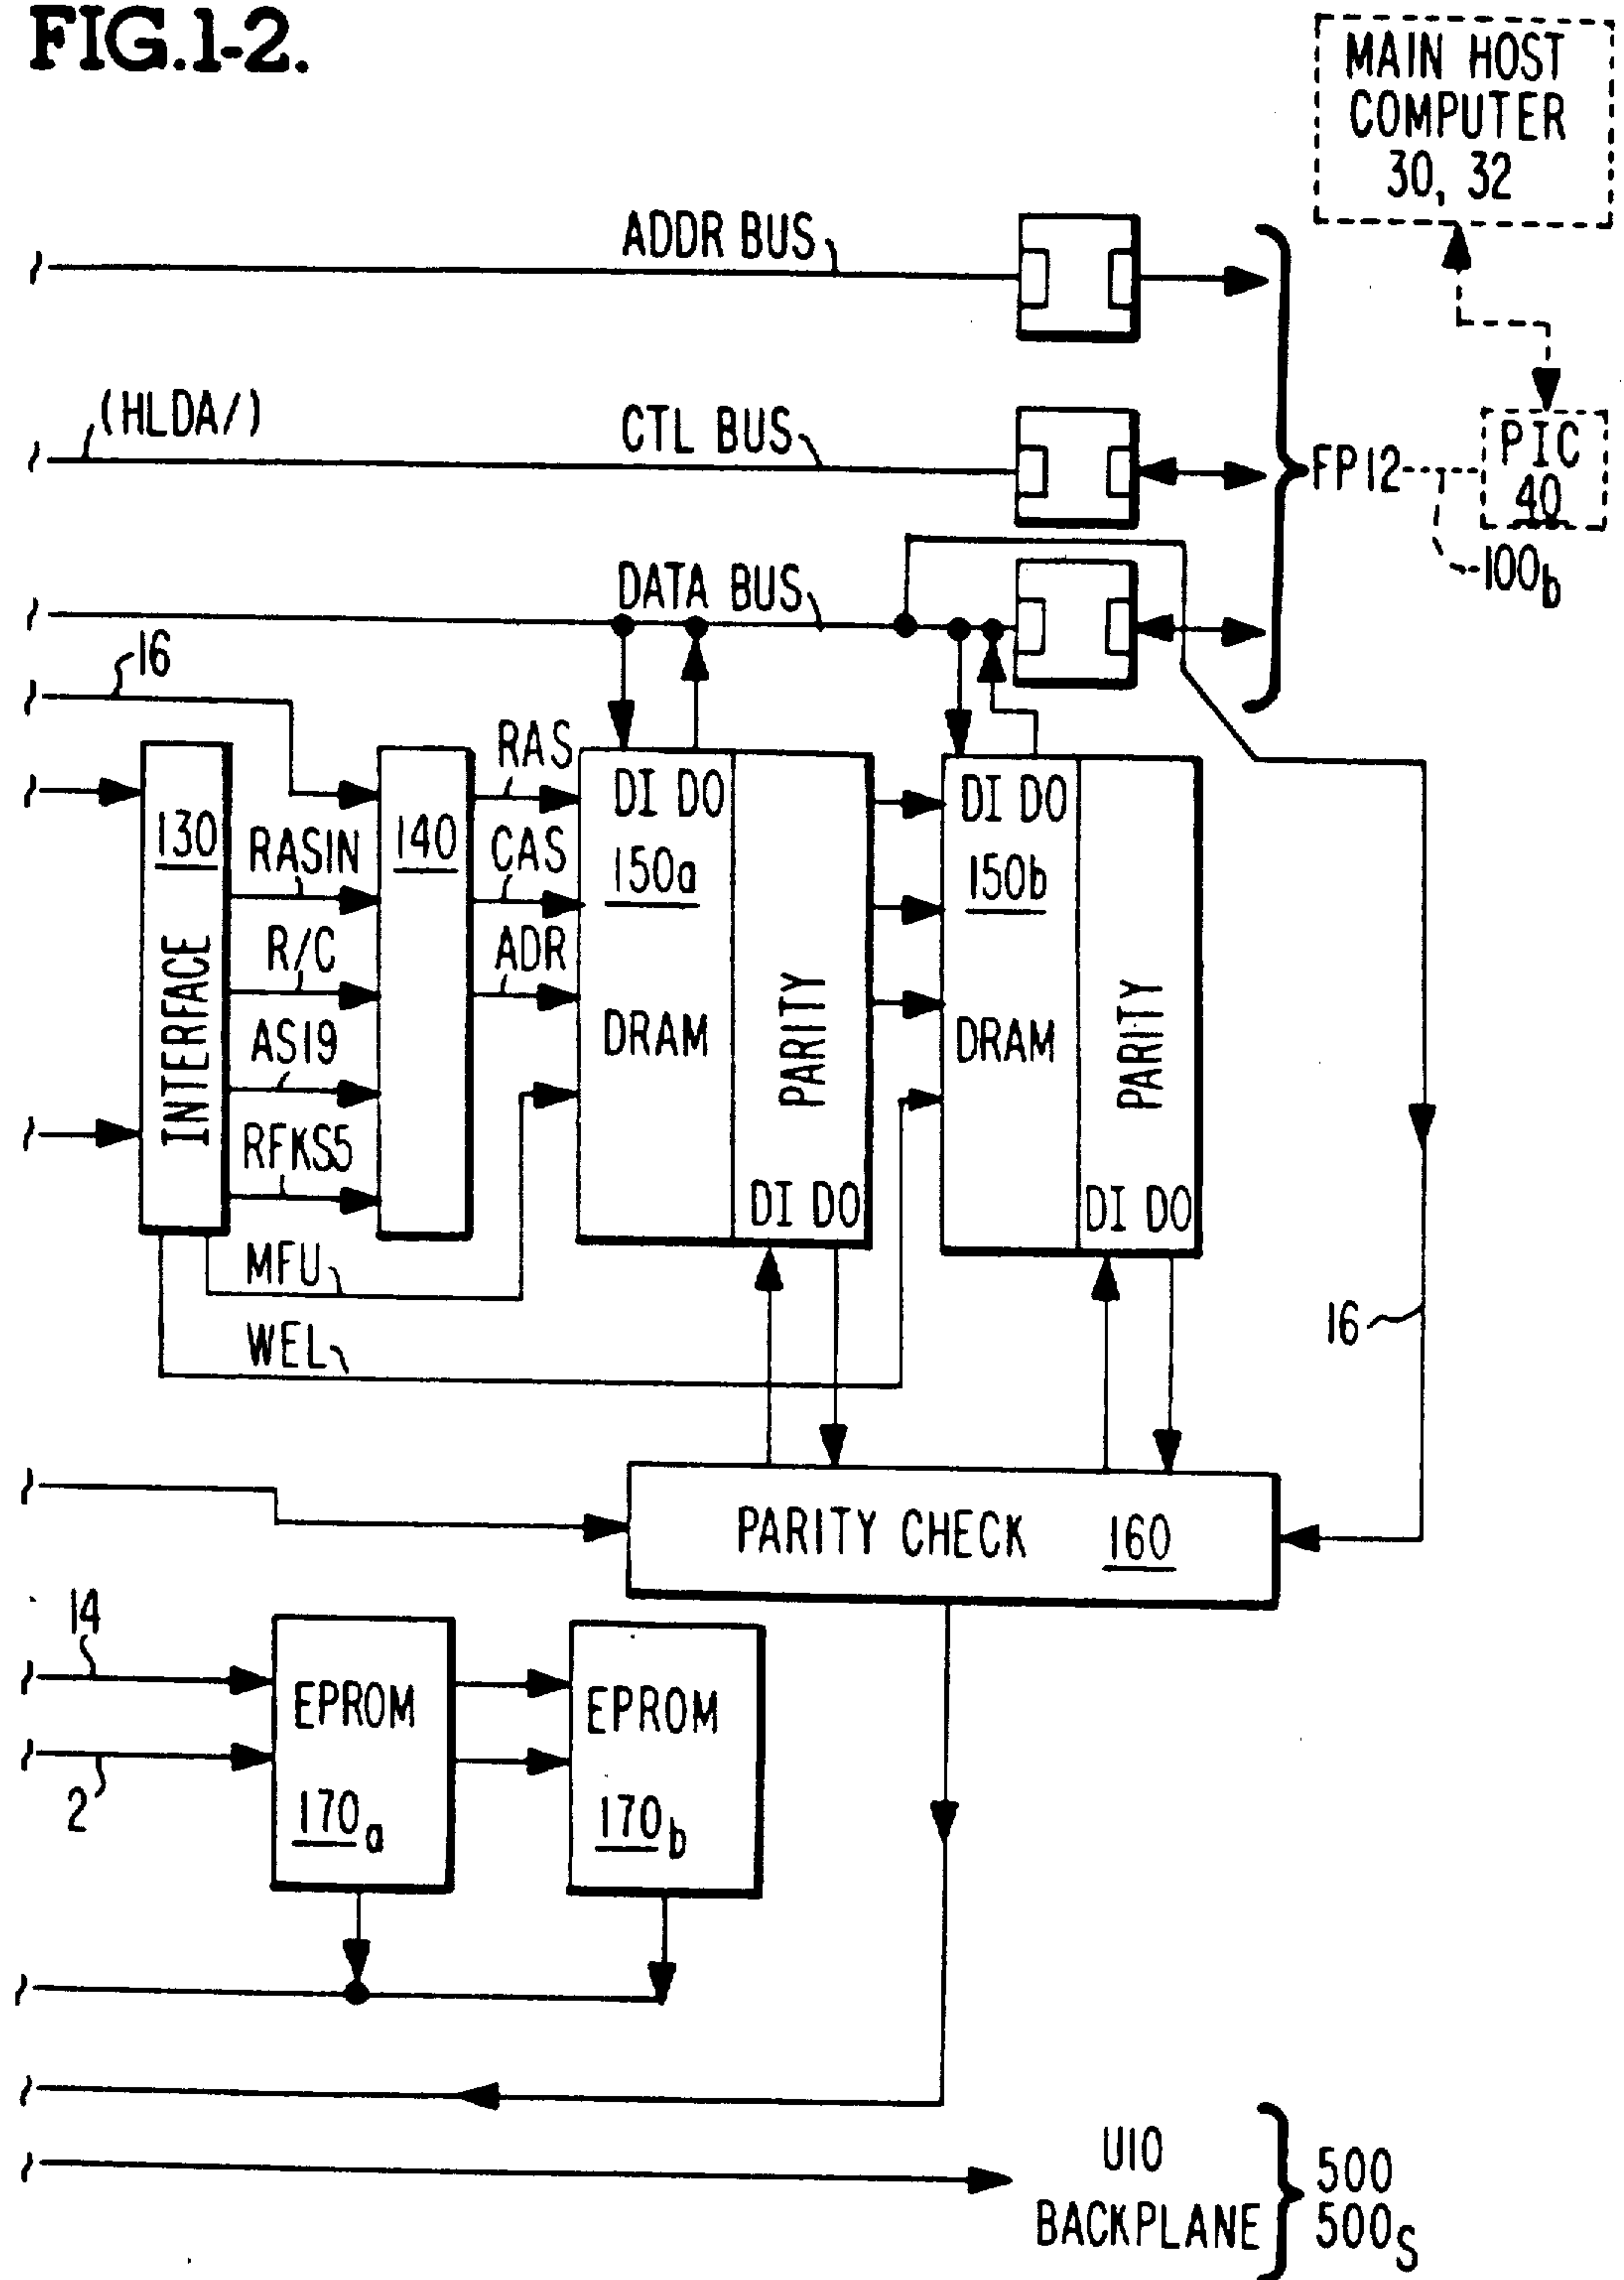 FIG.1-2.
MAIN HOST
COMPUTER
30, 32
ADDR BUS
(HLDA/)
CTL BUS
FP12
PIC
40
100b
DATA BUS
16
RAS
DI DO
DI DO
130
RASIN
140
CAS
150a
150b
R/C
ADR
INTERFACE
AS19
DRAM
PARITY
DRAM
PARITY
RFKS5
DI DO
DI DO
MFU
WEL
16
PARITY CHECK 160
14
EPROM
EPROM
2
170a
170b
UIO
BACKPLANE
500
500s